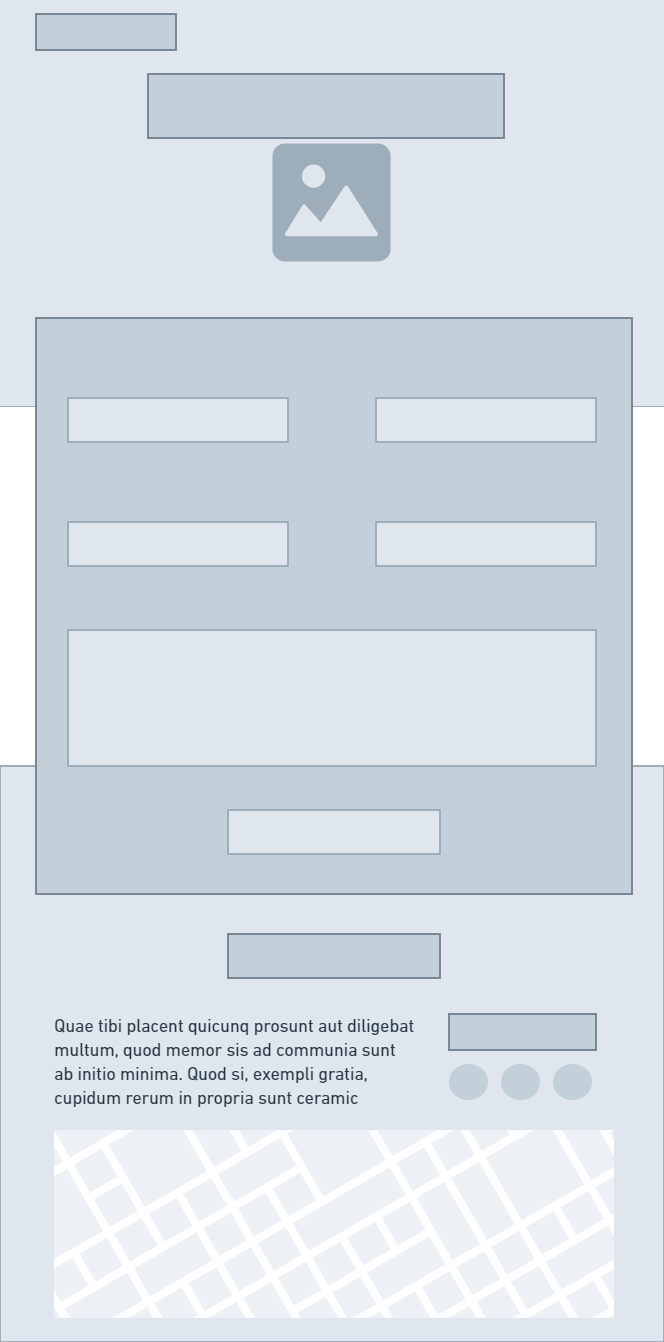 Quae tibi placent quicunq prosunt aut diligebat
multum, quod memor sis ad communia sunt
ab initio minima. Quod si, exempli gratia,
cupidum rerum in propria sunt ceramic